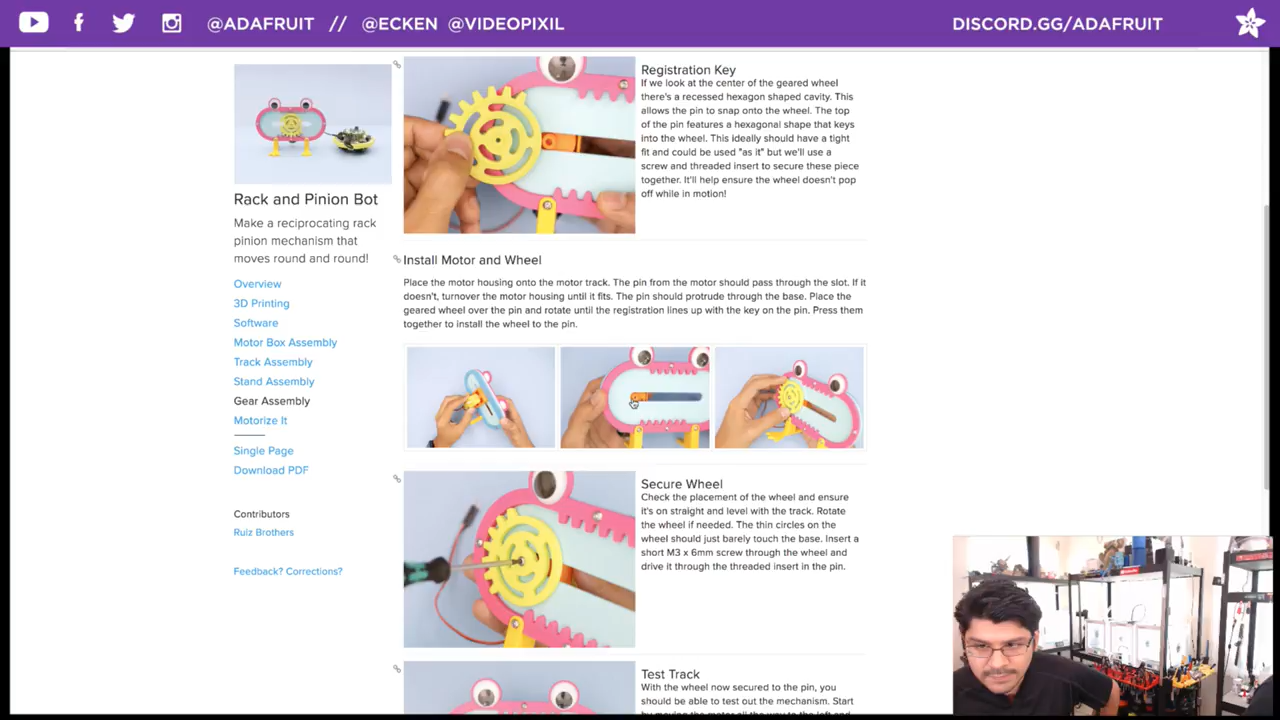 @ADAFRUIT // @ECKEN @VIDEOPIXIL
DISCORD.GG/ADAFRUIT
Rack and Pinion Bot
Make a reciprocating rack
pinion mechanism that
moves round and round!
Overview
3D Printing
Software
Motor Box Assembly
Track Assembly
Stand Assembly
Gear Assembly
Motorize It
Single Page
Download PDF
Contributors
Ruiz Brothers
Feedback? Corrections?
Registration Key
If we look at the center of the geared wheel
there's a recessed hexagon shaped cavity. This
allows the pin to snap onto the wheel. The top
of the pin features a hexagonal shape that keys
into the wheel. This ideally should have a tight
fit and could be used "as it" but we'll use a
screw and threaded insert to secure these piece
together. It'll help ensure the wheel doesn't pop
off while in motion!
Install Motor and Wheel
Place the motor housing onto the motor track. The pin from the motor should pass through the slot. If it
doesn't, turnover the motor housing until it fits. The pin should protrude through the base. Place the
geared wheel over the pin and rotate until the registration lines up with the key on the pin. Press them
together to install the wheel to the pin.
Secure Wheel
Check the placement of the wheel and ensure
it's on straight and level with the track. Rotate
the wheel if needed. The thin circles on the
wheel should just barely touch the base. Insert a
short M3 x 6mm screw through the wheel and
drive it through the threaded insert in the pin.
Test Track
With the wheel now secured to the pin, you
should be able to test out the mechanism. Start
by moving the motor all the way to the left and